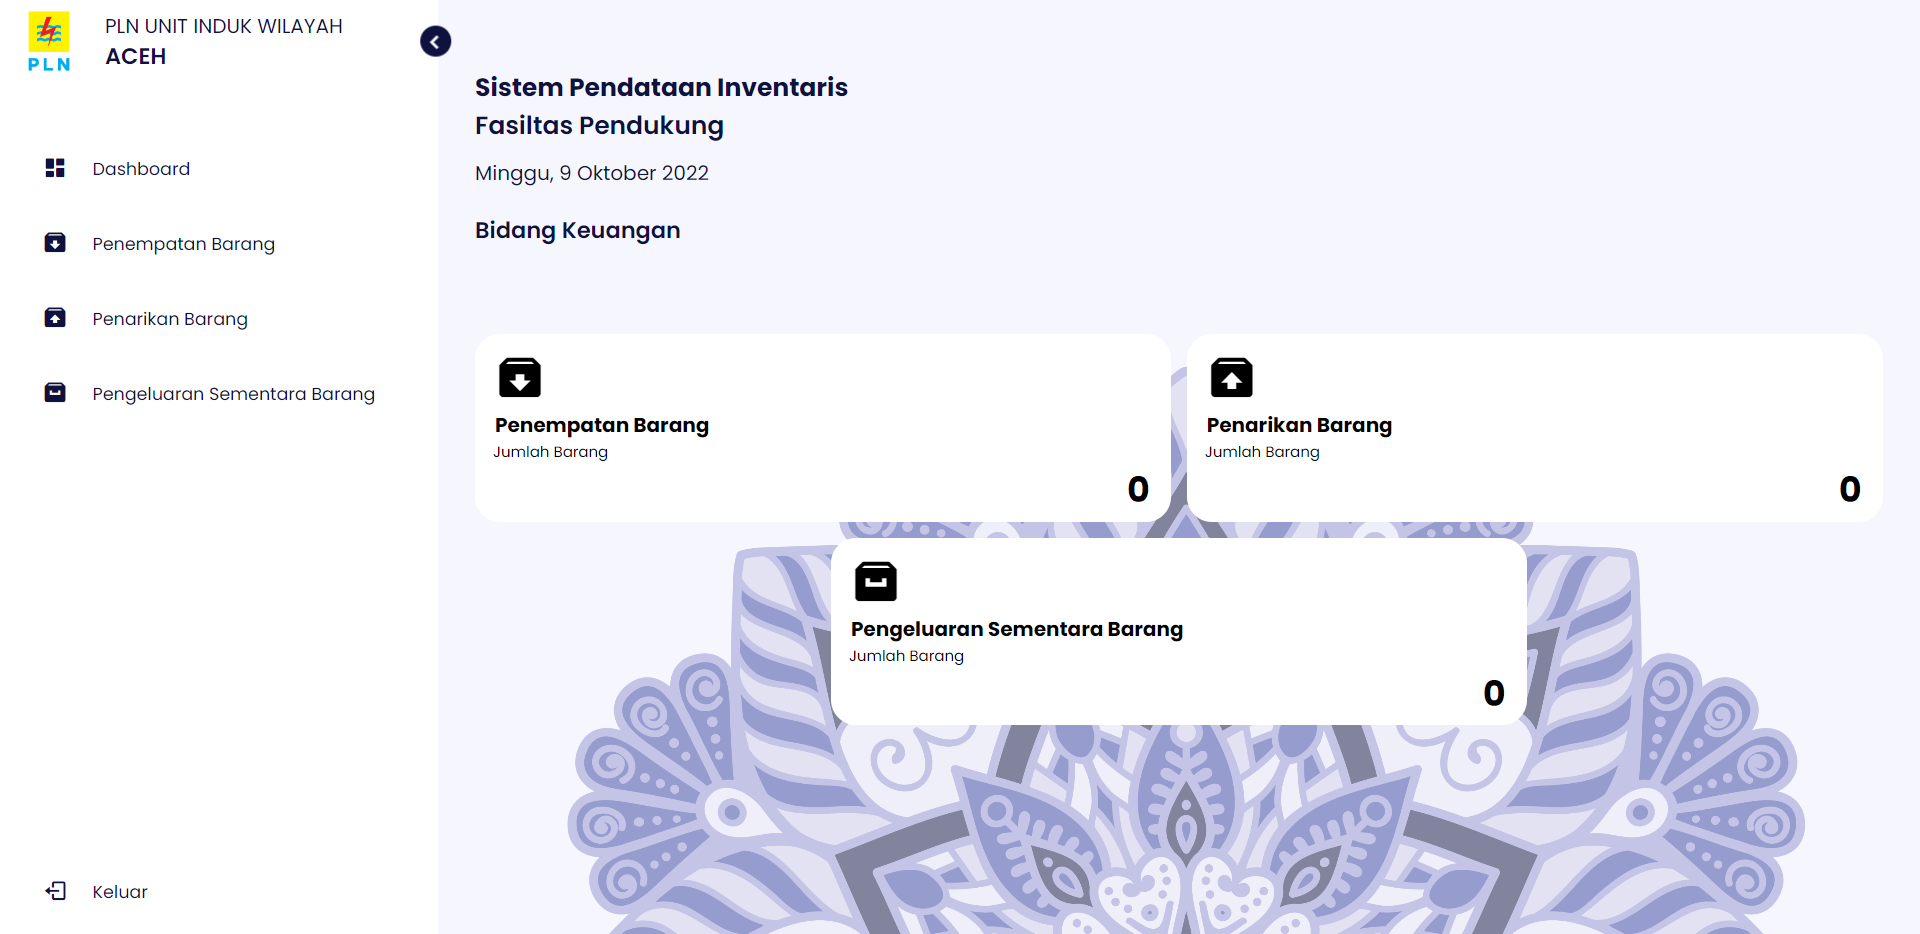 PLN
PLN UNIT INDUK WILAYAH
ACEH
Dashboard
Penempatan Barang
Penarikan Barang
Pengeluaran Sementara Barang
Keluar
Sistem Pendataan Inventaris
Fasiltas Pendukung
Minggu, 9 Oktober 2022
Bidang Keuangan
Penempatan Barang
Jumlah Barang
0
Penarikan Barang
Jumlah Barang
0
Pengeluaran Sementara Barang
Jumlah Barang
0